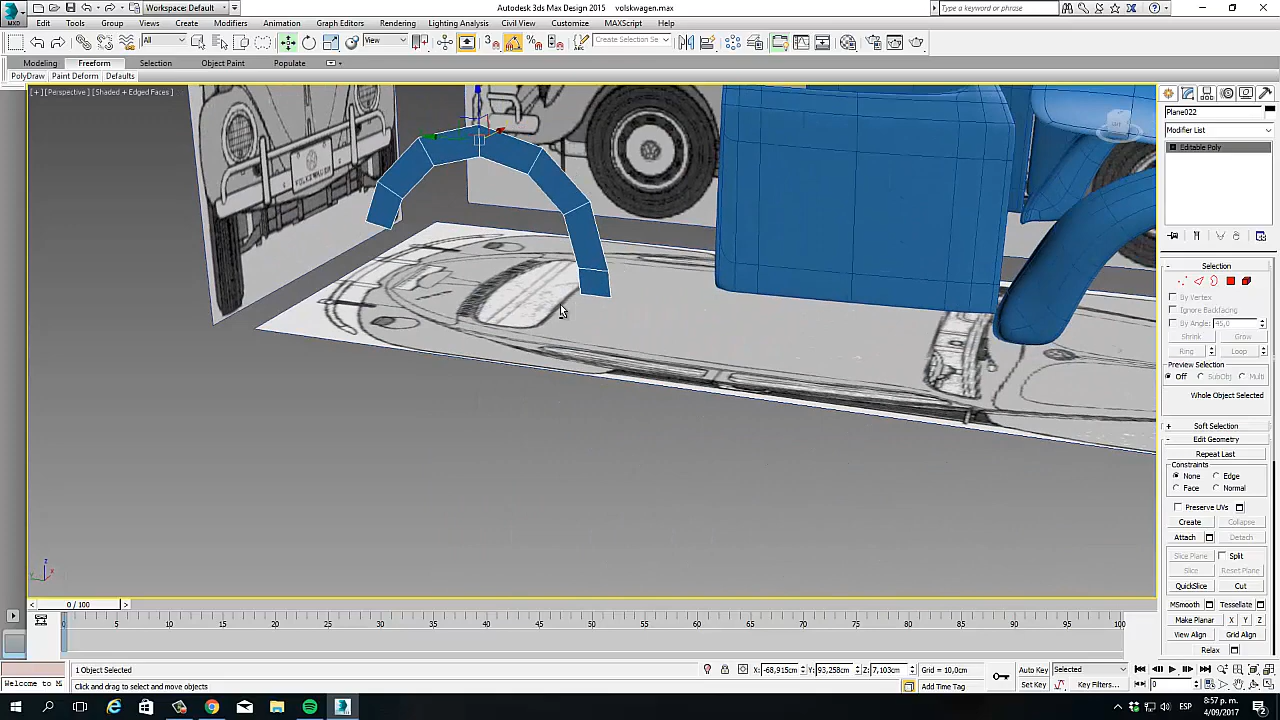 Autodesk 3ds Max Design 2015    volskwagen.max
Workspace: Default
Type a keyword or phrase
MXD
Edit Tools Group Views Create Modifiers Animation Graph Editors Rendering Lighting Analysis Civil View Customize MAXScript Help
All View Create Selection Se
Modeling Freeform Selection Object Paint Populate
PolyDraw Paint Deform Defaults
[+] [Perspective] [Shaded + Edged Faces]
VOLKSWAGEN
Plane022
Modifier List
Editable Poly
Selection
By Vertex
Ignore Backfacing
By Angle: 45,0
Shrink Grow
Ring Loop
Preview Selection
Off SubObj Multi
Whole Object Selected
Soft Selection
Edit Geometry
Repeat Last
Constraints
None Edge
Face Normal
Preserve UVs
Create Collapse
Attach Detach
Slice Plane Split
Slice Reset Plane
QuickSlice Cut
MSmooth Tessellate
Make Planar X Y Z
View Align Grid Align
Relax
0 / 100
0 5 10 15 20 25 30 35 40 45 50 55 60 65 70 75 80 85 90 95 100
1 Object Selected X: -68,915cm Y: 93,258cm Z: 7,103cm Grid = 10,0cm Auto Key Selected
Welcome to M Click and drag to select and move objects Add Time Tag Set Key Key Filters... 0
ESP 8:57 p. m.
4/09/2017